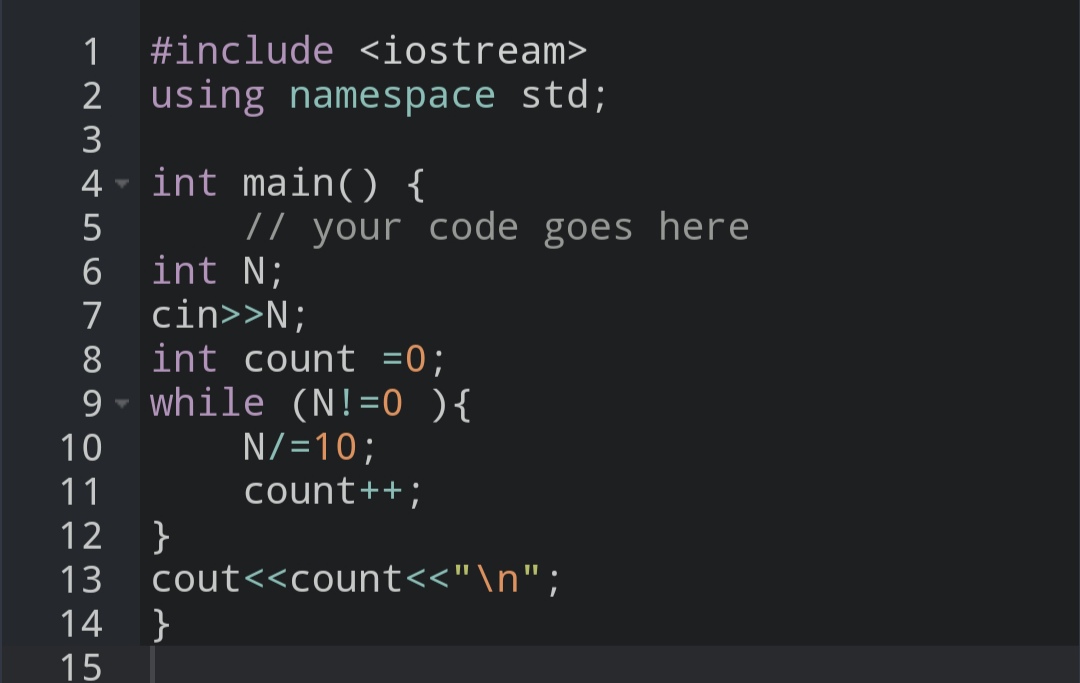 1 #include <iostream>
2 using namespace std;
3
4 int main() {
5     // your code goes here
6 int N;
7 cin>>N;
8 int count =0;
9 while (N!=0 ){
10     N/=10;
11     count++;
12 }
13 cout<<count<<"\n";
14 }
15